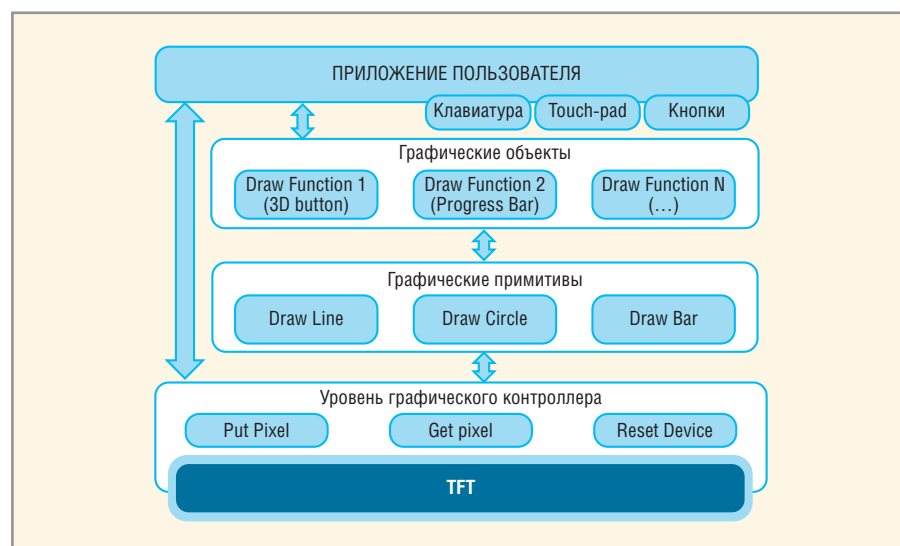 ПРИЛОЖЕНИЕ ПОЛЬЗОВАТЕЛЯ
Клавиатура
Touch-pad
Кнопки
Графические объекты
Draw Function 1
(3D button)
Draw Function 2
(Progress Bar)
Draw Function N
(...)
Графические примитивы
Draw Line
Draw Circle
Draw Bar
Уровень графического контроллера
Put Pixel
Get pixel
Reset Device
TFT